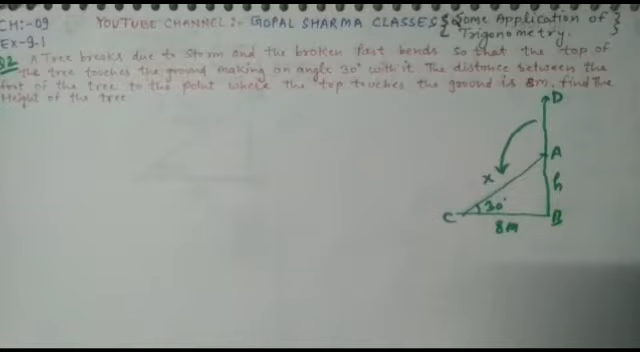 CH:-09 YOUTUBE CHANNEL:- GOPAL SHARMA CLASSES { Some Application of Trigonometry. }
EX-9.1
Q2 A Tree breaks due to Storm and the broken Part bends so that the top of
the tree touches the ground making an angle 30° with it. The distance between the
foot of the tree to the point where the top touches the ground is 8m, find the
Height of the tree
D
A
x
h
30°
C
B
8m